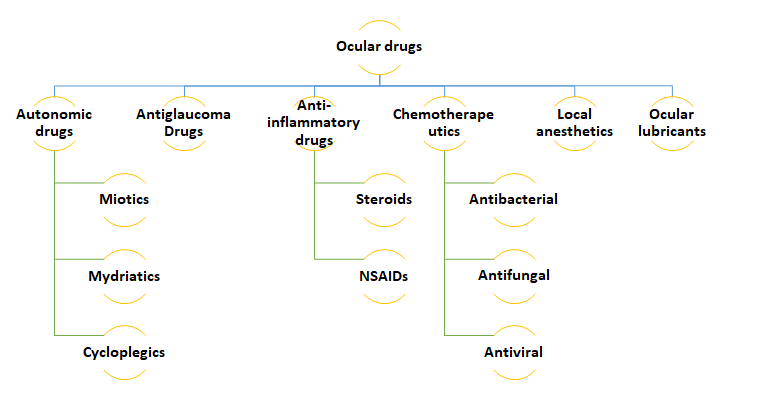 Ocular drugs
Autonomic
drugs
Antiglaucoma
Drugs
Anti-
inflammatory
drugs
Chemotherape
utics
Local
anesthetics
Ocular
lubricants
Miotics
Mydriatics
Cycloplegics
Steroids
NSAIDs
Antibacterial
Antifungal
Antiviral